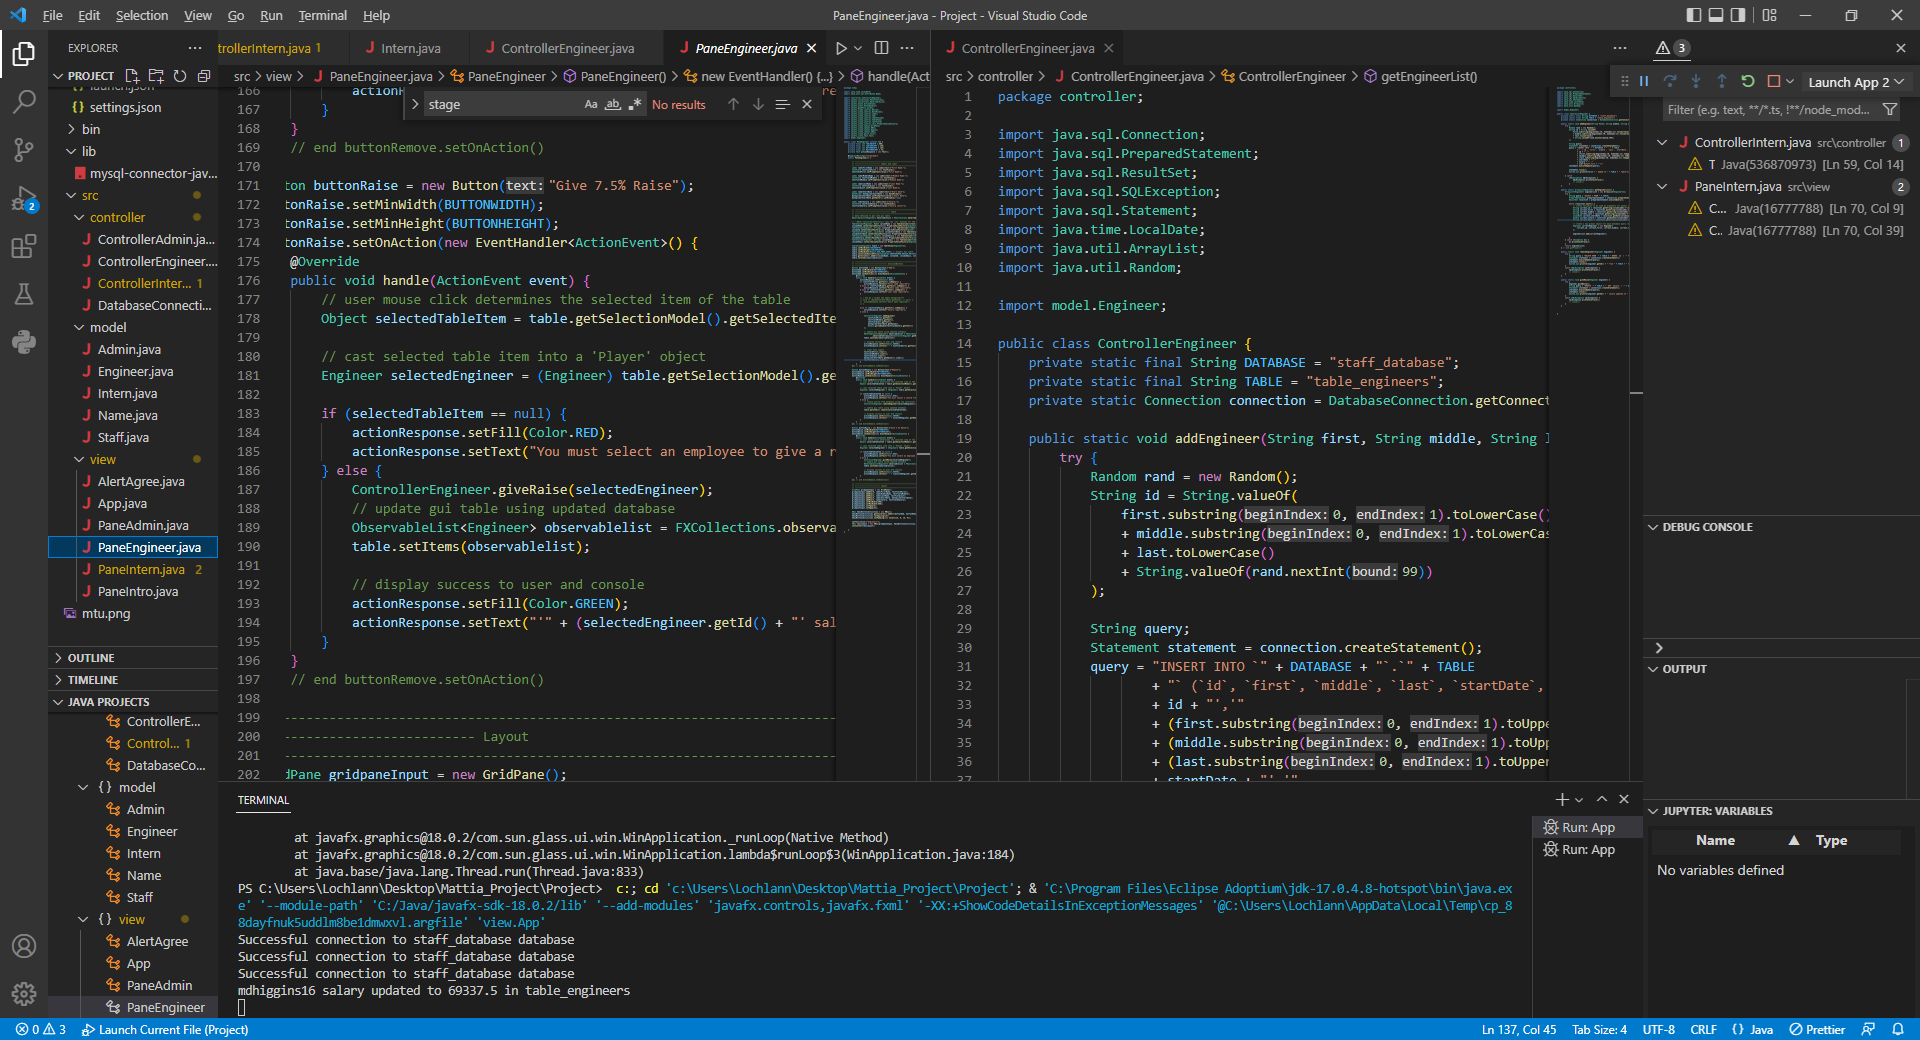 File Edit Selection View Go Run Terminal Help
PaneEngineer.java - Project - Visual Studio Code
EXPLORER
PROJECT
launch.json
settings.json
bin
lib
mysql-connector-jav...
src
controller
ControllerAdmin.ja...
ControllerEngineer....
ControllerInter... 1
DatabaseConnecti...
model
Admin.java
Engineer.java
Intern.java
Name.java
Staff.java
view
AlertAgree.java
App.java
PaneAdmin.java
PaneEngineer.java
PaneIntern.java 2
PaneIntro.java
mtu.png
OUTLINE
TIMELINE
JAVA PROJECTS
ControllerE...
Control... 1
DatabaseCo...
{} model
Admin
Engineer
Intern
Name
Staff
{} view
AlertAgree
App
PaneAdmin
PaneEngineer
2
trollerIntern.java 1
Intern.java
ControllerEngineer.java
PaneEngineer.java
src > view > PaneEngineer.java > PaneEngineer > PaneEngineer() > new EventHandler() {...} > handle(Act
stage
Aa ab .*
No results
166 actionR re
167 }
168 }
169 // end buttonRemove.setOnAction()
170
171 ton buttonRaise = new Button(text: "Give 7.5% Raise");
172 tonRaise.setMinWidth(BUTTONWIDTH);
173 tonRaise.setMinHeight(BUTTONHEIGHT);
174 tonRaise.setOnAction(new EventHandler<ActionEvent>() {
175 @Override
176 public void handle(ActionEvent event) {
177 // user mouse click determines the selected item of the table
178 Object selectedTableItem = table.getSelectionModel().getSelectedIte
179
180 // cast selected table item into a 'Player' object
181 Engineer selectedEngineer = (Engineer) table.getSelectionModel().ge
182
183 if (selectedTableItem == null) {
184 actionResponse.setFill(Color.RED);
185 actionResponse.setText("You must select an employee to give a r
186 } else {
187 ControllerEngineer.giveRaise(selectedEngineer);
188 // update gui table using updated database
189 ObservableList<Engineer> observablelist = FXCollections.observa
190 table.setItems(observablelist);
191
192 // display success to user and console
193 actionResponse.setFill(Color.GREEN);
194 actionResponse.setText("'" + (selectedEngineer.getId() + "' sal
195 }
196 }
197 // end buttonRemove.setOnAction()
198
199 -------------------------------------------------------------
200 ------------------------- Layout
201 -------------------------------------------------------------
202 dPane gridpaneInput = new GridPane();
ControllerEngineer.java
src > controller > ControllerEngineer.java > ControllerEngineer > getEngineerList()
1 package controller;
2
3 import java.sql.Connection;
4 import java.sql.PreparedStatement;
5 import java.sql.ResultSet;
6 import java.sql.SQLException;
7 import java.sql.Statement;
8 import java.time.LocalDate;
9 import java.util.ArrayList;
10 import java.util.Random;
11
12 import model.Engineer;
13
14 public class ControllerEngineer {
15 private static final String DATABASE = "staff_database";
16 private static final String TABLE = "table_engineers";
17 private static Connection connection = DatabaseConnection.getConnect
18
19 public static void addEngineer(String first, String middle, String l
20 try {
21 Random rand = new Random();
22 String id = String.valueOf(
23 first.substring(beginIndex: 0, endIndex: 1).toLowerCase()
24 + middle.substring(beginIndex: 0, endIndex: 1).toLowerCas
25 + last.toLowerCase()
26 + String.valueOf(rand.nextInt(bound: 99))
27 );
28
29 String query;
30 Statement statement = connection.createStatement();
31 query = "INSERT INTO `" + DATABASE + "`.`" + TABLE
32 + "` (`id`, `first`, `middle`, `last`, `startDate`,
33 + id + "','"
34 + (first.substring(beginIndex: 0, endIndex: 1).toUppe
35 + (middle.substring(beginIndex: 0, endIndex: 1).toUpp
36 + (last.substring(beginIndex: 0, endIndex: 1).toUpper
37 + startDate + "','"
3
Launch App 2
Filter (e.g. text, **/*.ts, !**/node_mod...
ControllerIntern.java src\controller 1
T Java(536870973) [Ln 59, Col 14]
PaneIntern.java src\view 2
C... Java(16777788) [Ln 70, Col 9]
C.. Java(16777788) [Ln 70, Col 39]
DEBUG CONSOLE
OUTPUT
JUPYTER: VARIABLES
Name Type
No variables defined
TERMINAL
at javafx.graphics@18.0.2/com.sun.glass.ui.win.WinApplication._runLoop(Native Method)
at javafx.graphics@18.0.2/com.sun.glass.ui.win.WinApplication.lambda$runLoop$3(WinApplication.java:184)
at java.base/java.lang.Thread.run(Thread.java:833)
PS C:\Users\Lochlann\Desktop\Mattia_Project\Project> c:; cd 'c:\Users\Lochlann\Desktop\Mattia_Project\Project'; & 'C:\Program Files\Eclipse Adoptium\jdk-17.0.4.8-hotspot\bin\java.ex
e' '--module-path' 'C:/Java/javafx-sdk-18.0.2/lib' '--add-modules' 'javafx.controls,javafx.fxml' '-XX:+ShowCodeDetailsInExceptionMessages' '@C:\Users\Lochlann\AppData\Local\Temp\cp_8
8dayfnuk5uddlm8be1dmwxvl.argfile' 'view.App'
Successful connection to staff_database database
Successful connection to staff_database database
Successful connection to staff_database database
mdhiggins16 salary updated to 69337.5 in table_engineers
Run: App
Run: App
0 3 Launch Current File (Project)
Ln 137, Col 45 Tab Size: 4 UTF-8 CRLF {} Java Prettier